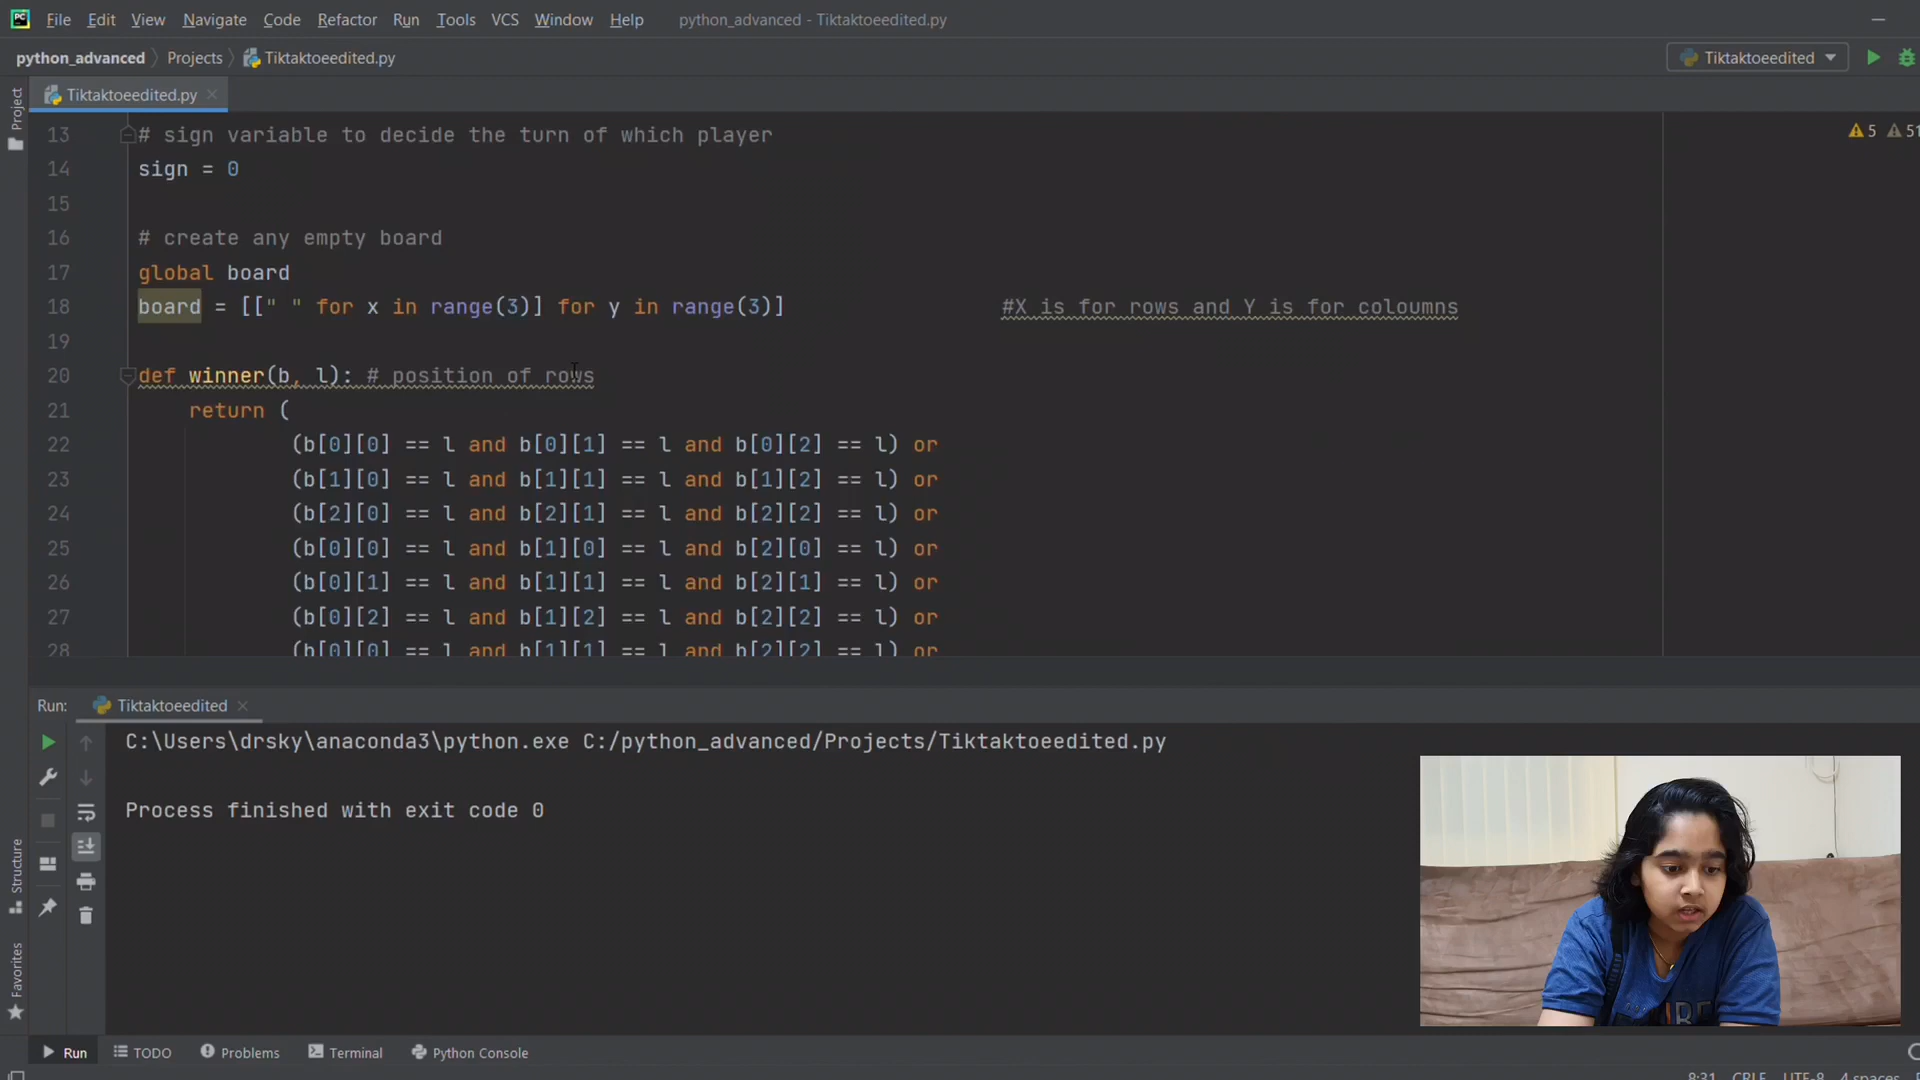 File Edit View Navigate Code Refactor Run Tools VCS Window Help python_advanced - Tiktaktoeedited.py
python_advanced Projects Tiktaktoeedited.py Tiktaktoeedited
Project
Tiktaktoeedited.py
5 51
13 # sign variable to decide the turn of which player
14 sign = 0
15
16 # create any empty board
17 global board
18 board = [[" " for x in range(3)] for y in range(3)] #X is for rows and Y is for coloumns
19
20 def winner(b, l): # position of rows
21 return (
22 (b[0][0] == l and b[0][1] == l and b[0][2] == l) or
23 (b[1][0] == l and b[1][1] == l and b[1][2] == l) or
24 (b[2][0] == l and b[2][1] == l and b[2][2] == l) or
25 (b[0][0] == l and b[1][0] == l and b[2][0] == l) or
26 (b[0][1] == l and b[1][1] == l and b[2][1] == l) or
27 (b[0][2] == l and b[1][2] == l and b[2][2] == l) or
28 (b[0][0] == l and b[1][1] == l and b[2][2] == l) or
Run: Tiktaktoeedited
C:\Users\drsky\anaconda3\python.exe C:/python_advanced/Projects/Tiktaktoeedited.py
Process finished with exit code 0
Structure
Favorites
Run TODO Problems Terminal Python Console
8:31 CRLF UTF-8 4 spaces